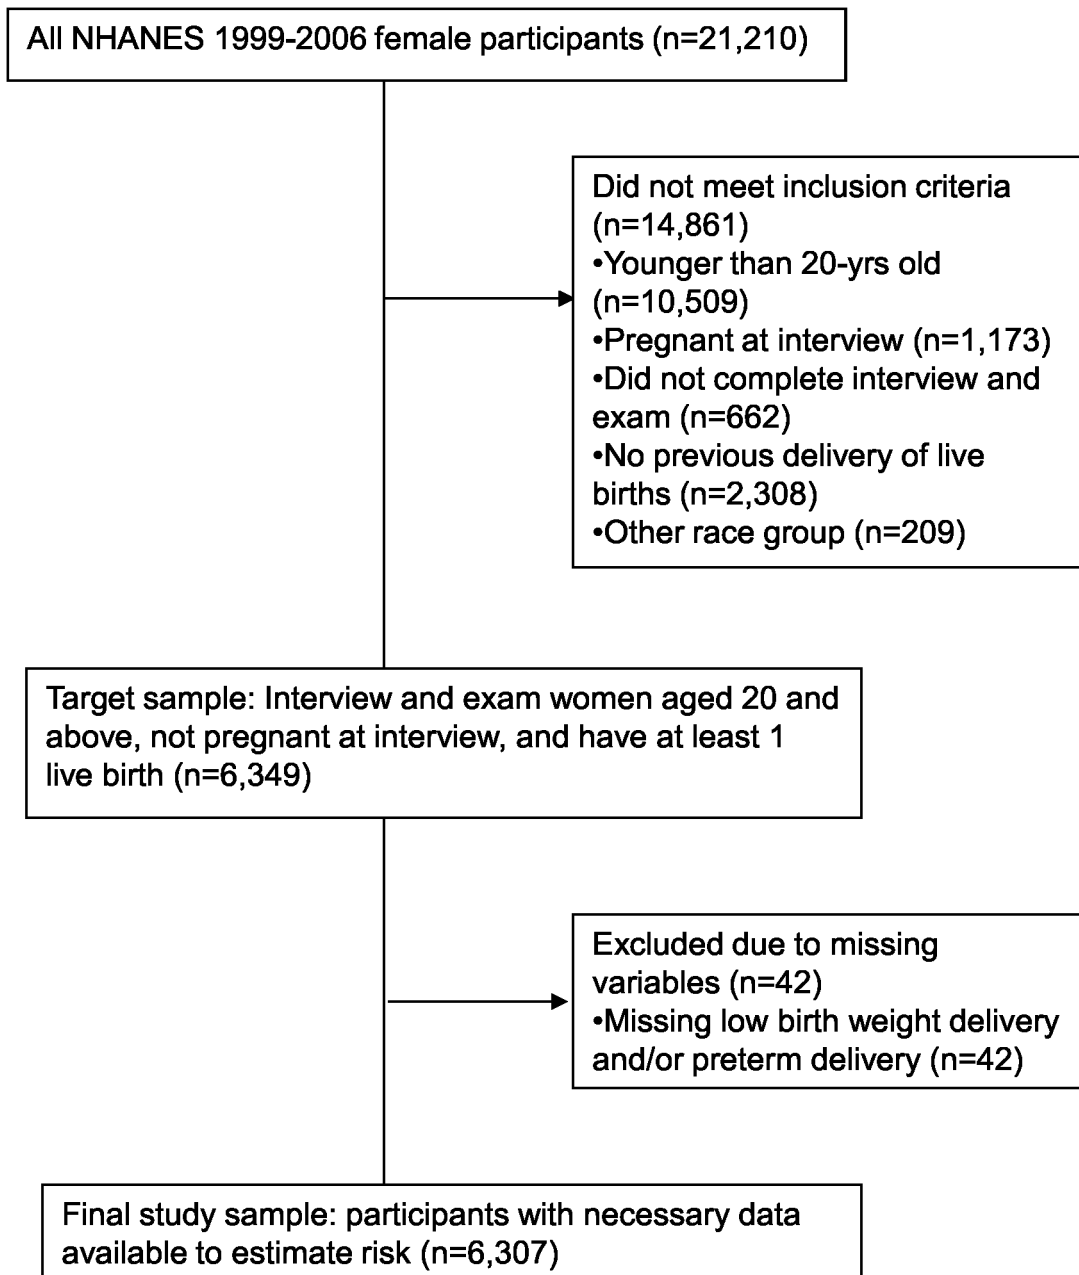 All NHANES 1999-2006 female participants (n=21,210)
Did not meet inclusion criteria
(n=14,861)
•Younger than 20-yrs old
(n=10,509)
•Pregnant at interview (n=1,173)
•Did not complete interview and
exam (n=662)
•No previous delivery of live
births (n=2,308)
•Other race group (n=209)
Target sample: Interview and exam women aged 20 and
above, not pregnant at interview, and have at least 1
live birth (n=6,349)
Excluded due to missing
variables (n=42)
•Missing low birth weight delivery
and/or preterm delivery (n=42)
Final study sample: participants with necessary data
available to estimate risk (n=6,307)